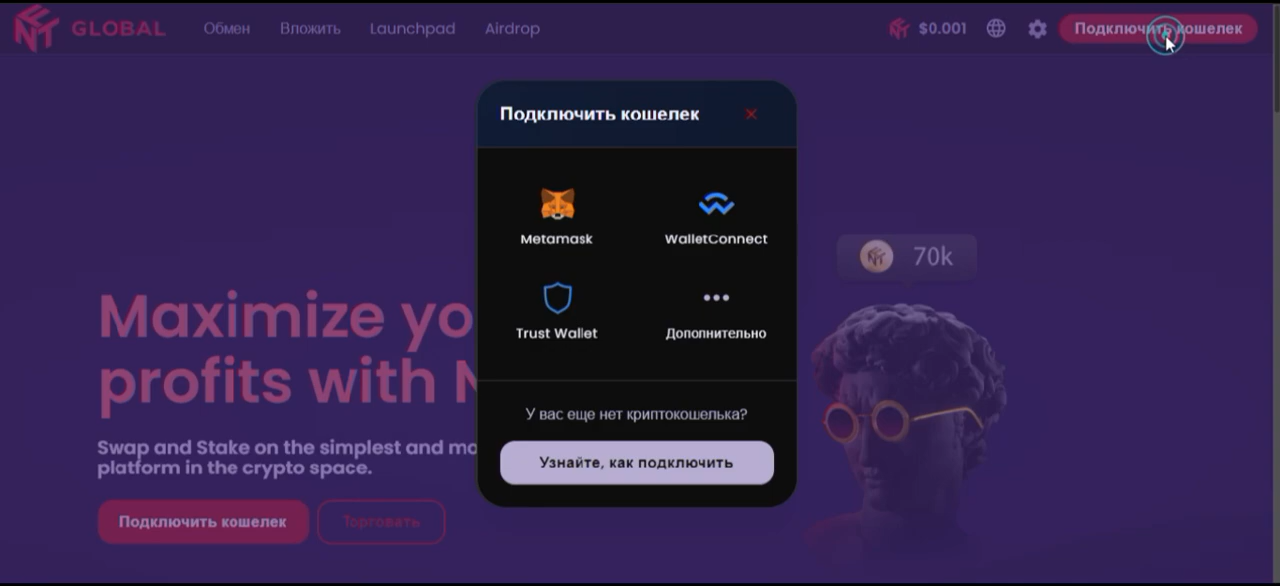 GLOBAL
Обмен
Вложить
Launchpad
Airdrop
$0.001
Подключить кошелек
Подключить кошелек
Metamask
WalletConnect
Trust Wallet
Дополнительно
У вас еще нет криптокошелька?
Узнайте, как подключить
70k
Maximize yo
profits with
Swap and Stake on the simplest and mo
platform in the crypto space.
Подключить кошелек
Торговать